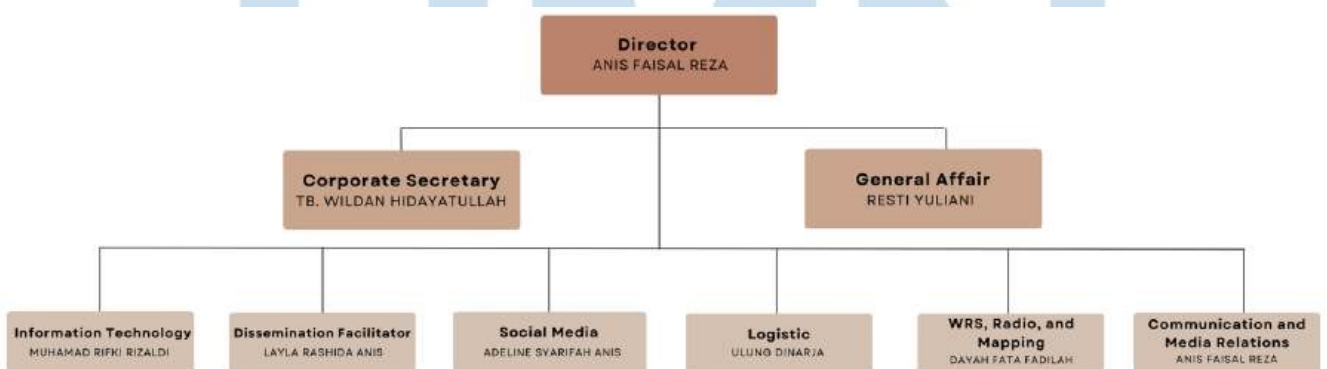 Director
ANIS FAISAL REZA
Corporate Secretary
TB. WILDAN HIDAYATULLAH
General Affair
RESTI YULIANI
Information Technology
MUHAMAD RIFKI RIZALDI
Dissemination Facilitator
LAYLA RASHIDA ANIS
Social Media
ADELINE SYARIFAH ANIS
Logistic
ULUNG DINARJA
WRS, Radio, and
Mapping
DAYAH FATA FADILAH
Communication and
Media Relations
ANIS FAISAL REZA